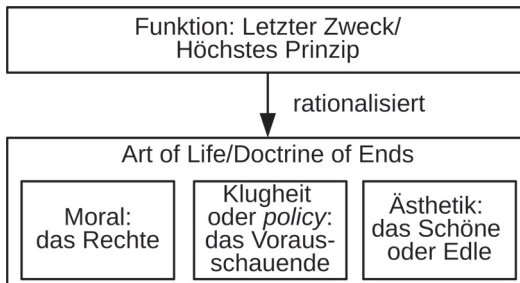 Funktion: Letzter Zweck/
Höchstes Prinzip
rationalisiert
Art of Life/Doctrine of Ends
Moral:
das Rechte
Klugheit
oder policy:
das Voraus-
schauende
Ästhetik:
das Schöne
oder Edle